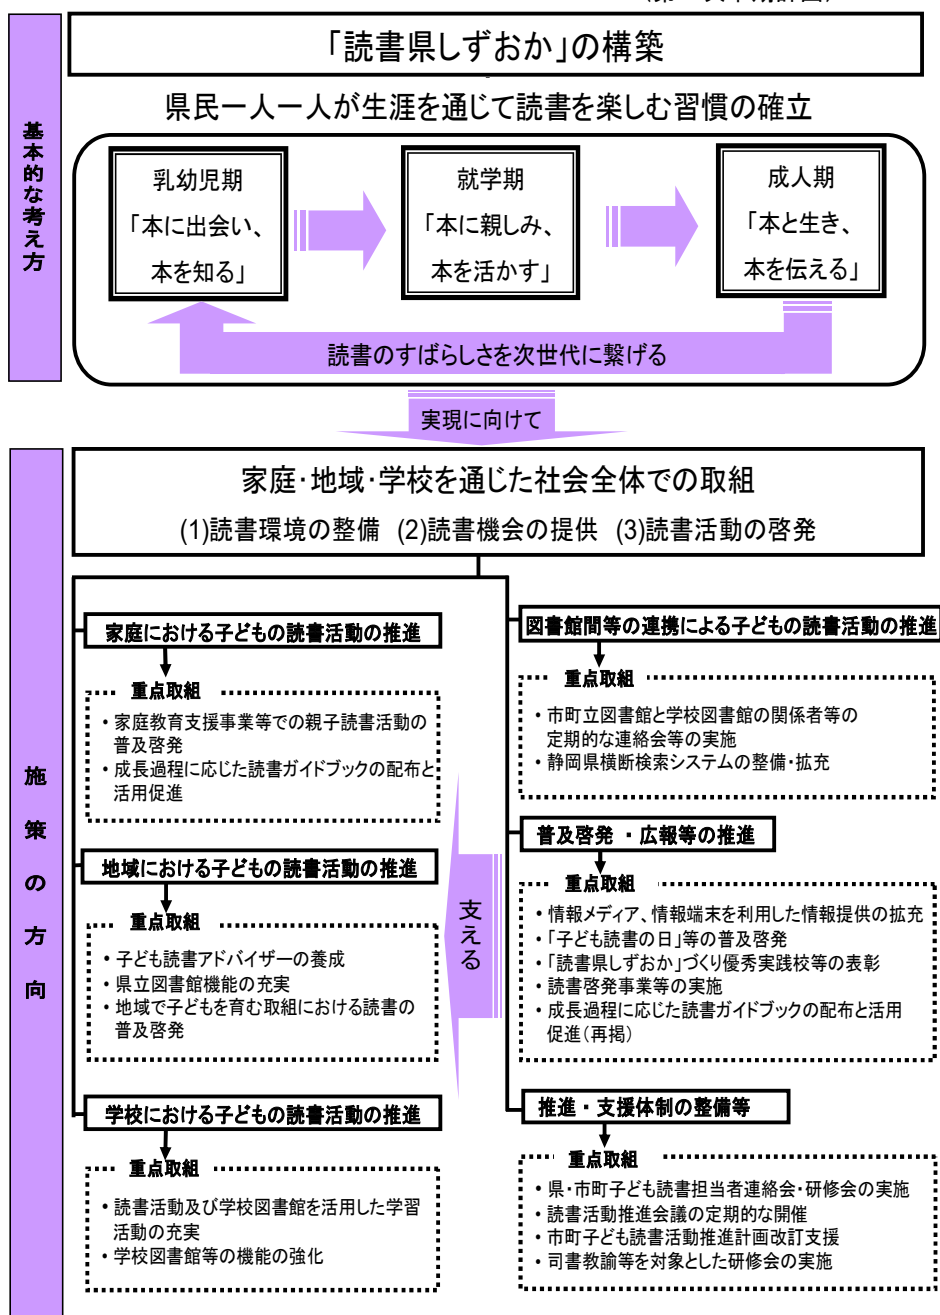 「読書県しずおか」の構築
県民一人一人が生涯を通じて読書を楽しむ習慣の確立
基本的な考え方
乳幼児期
「本に出会い、
本を知る」
就学期
「本に親しみ、
本を活かす」
成人期
「本と生き、
本を伝える」
読書のすばらしさを次世代に繋げる
実現に向けて
施策の方向
家庭・地域・学校を通じた社会全体での取組
(1)読書環境の整備 (2)読書機会の提供 (3)読書活動の啓発
家庭における子どもの読書活動の推進
重点取組
・家庭教育支援事業等での親子読書活動の
普及啓発
・成長過程に応じた読書ガイドブックの配布と
活用促進
地域における子どもの読書活動の推進
重点取組
・子ども読書アドバイザーの養成
・県立図書館機能の充実
・地域で子どもを育む取組における読書の
普及啓発
学校における子どもの読書活動の推進
重点取組
・読書活動及び学校図書館を活用した学習
活動の充実
・学校図書館等の機能の強化
支える
図書館間等の連携による子どもの読書活動の推進
重点取組
・市町立図書館と学校図書館の関係者等の
定期的な連絡会等の実施
・静岡県横断検索システムの整備・拡充
普及啓発 ・広報等の推進
重点取組
・情報メディア、情報端末を利用した情報提供の拡充
・「子ども読書の日」等の普及啓発
・「読書県しずおか」づくり優秀実践校等の表彰
・読書啓発事業等の実施
・成長過程に応じた読書ガイドブックの配布と活用
促進(再掲)
推進・支援体制の整備等
重点取組
・県・市町子ども読書担当者連絡会・研修会の実施
・読書活動推進会議の定期的な開催
・市町子ども読書活動推進計画改訂支援
・司書教諭等を対象とした研修会の実施